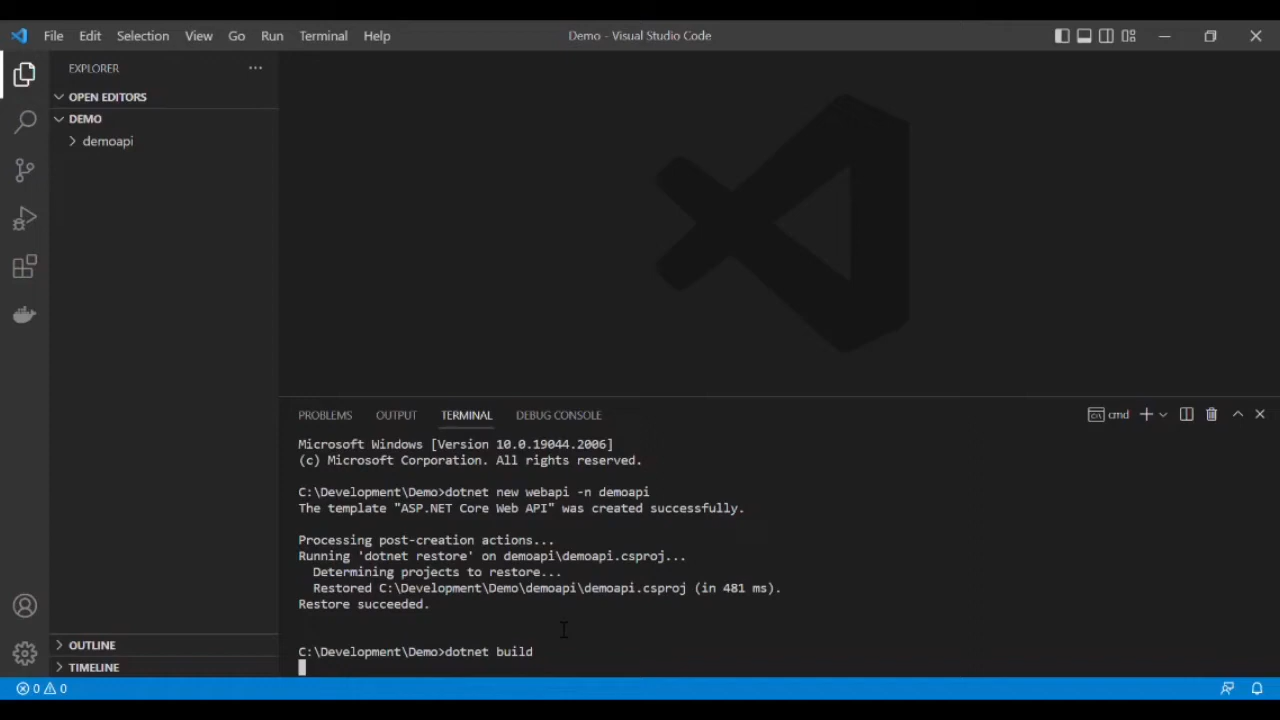 File Edit Selection View Go Run Terminal Help
Demo - Visual Studio Code
EXPLORER
OPEN EDITORS
DEMO
demoapi
PROBLEMS OUTPUT TERMINAL DEBUG CONSOLE
cmd
Microsoft Windows [Version 10.0.19044.2006]
(c) Microsoft Corporation. All rights reserved.
C:\Development\Demo>dotnet new webapi -n demoapi
The template "ASP.NET Core Web API" was created successfully.
Processing post-creation actions...
Running 'dotnet restore' on demoapi\demoapi.csproj...
Determining projects to restore...
Restored C:\Development\Demo\demoapi\demoapi.csproj (in 481 ms).
Restore succeeded.
C:\Development\Demo>dotnet build
OUTLINE
TIMELINE
0 0